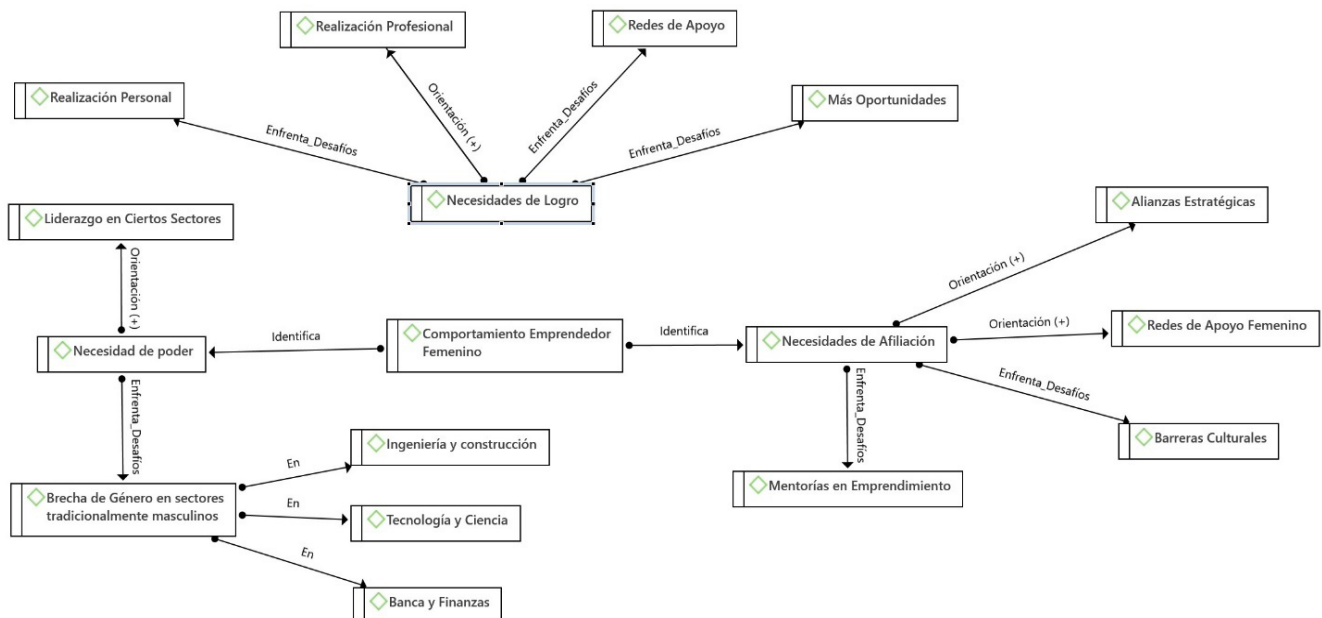 Realización Profesional
Redes de Apoyo
Realización Personal
Más Oportunidades
Enfrenta_Desafíos
Orientación (+)
Enfrenta_Desafíos
Enfrenta_Desafíos
Necesidades de Logro
Liderazgo en Ciertos Sectores
Alianzas Estratégicas
Orientación (+)
Orientación (+)
Necesidad de poder
Identifica
Comportamiento Emprendedor
Femenino
Identifica
Necesidades de Afiliación
Orientación (+)
Redes de Apoyo Femenino
Enfrenta_Desafíos
Enfrenta_Desafíos
Enfrenta_Desafíos
Barreras Culturales
Mentorías en Emprendimiento
Brecha de Género en sectores
tradicionalmente masculinos
En
Ingeniería y construcción
En
Tecnología y Ciencia
En
Banca y Finanzas